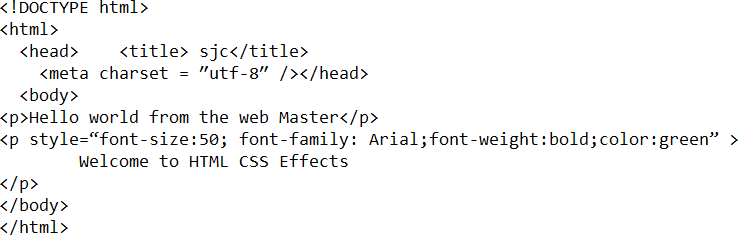 <!DOCTYPE html>
<html>
  <head>    <title> sjc</title>
    <meta charset = ”utf-8” /></head>
  <body>
<p>Hello world from the web Master</p>
<p style=“font-size:50; font-family: Arial;font-weight:bold;color:green” >
        Welcome to HTML CSS Effects
</p>
</body>
</html>